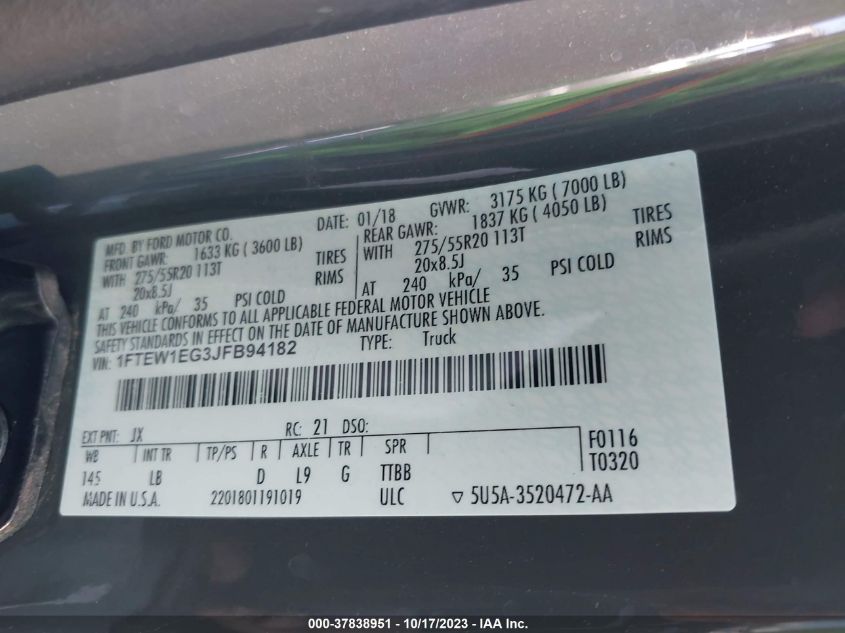 MFD. BY FORD MOTOR CO. DATE: 01/18 GVWR: 3175 KG ( 7000 LB)
FRONT GAWR: 1633 KG ( 3600 LB) REAR GAWR: 1837 KG ( 4050 LB)
WITH 275/55R20 113T TIRES WITH 275/55R20 113T TIRES
20x8.5J RIMS 20x8.5J RIMS
AT 240 kPa/ 35 PSI COLD AT 240 kPa/ 35 PSI COLD
THIS VEHICLE CONFORMS TO ALL APPLICABLE FEDERAL MOTOR VEHICLE
SAFETY STANDARDS IN EFFECT ON THE DATE OF MANUFACTURE SHOWN ABOVE.
VIN: 1FTEW1EG3JFB94182 TYPE: Truck
EXT PNT: JX RC: 21 DSO:
WB INT TR TP/PS R AXLE TR SPR F0116
145 LB D L9 G TTBB T0320
MADE IN U.S.A. 2201801191019 ULC ▽ 5U5A-3520472-AA
000-37838951 - 10/17/2023 - IAA Inc.